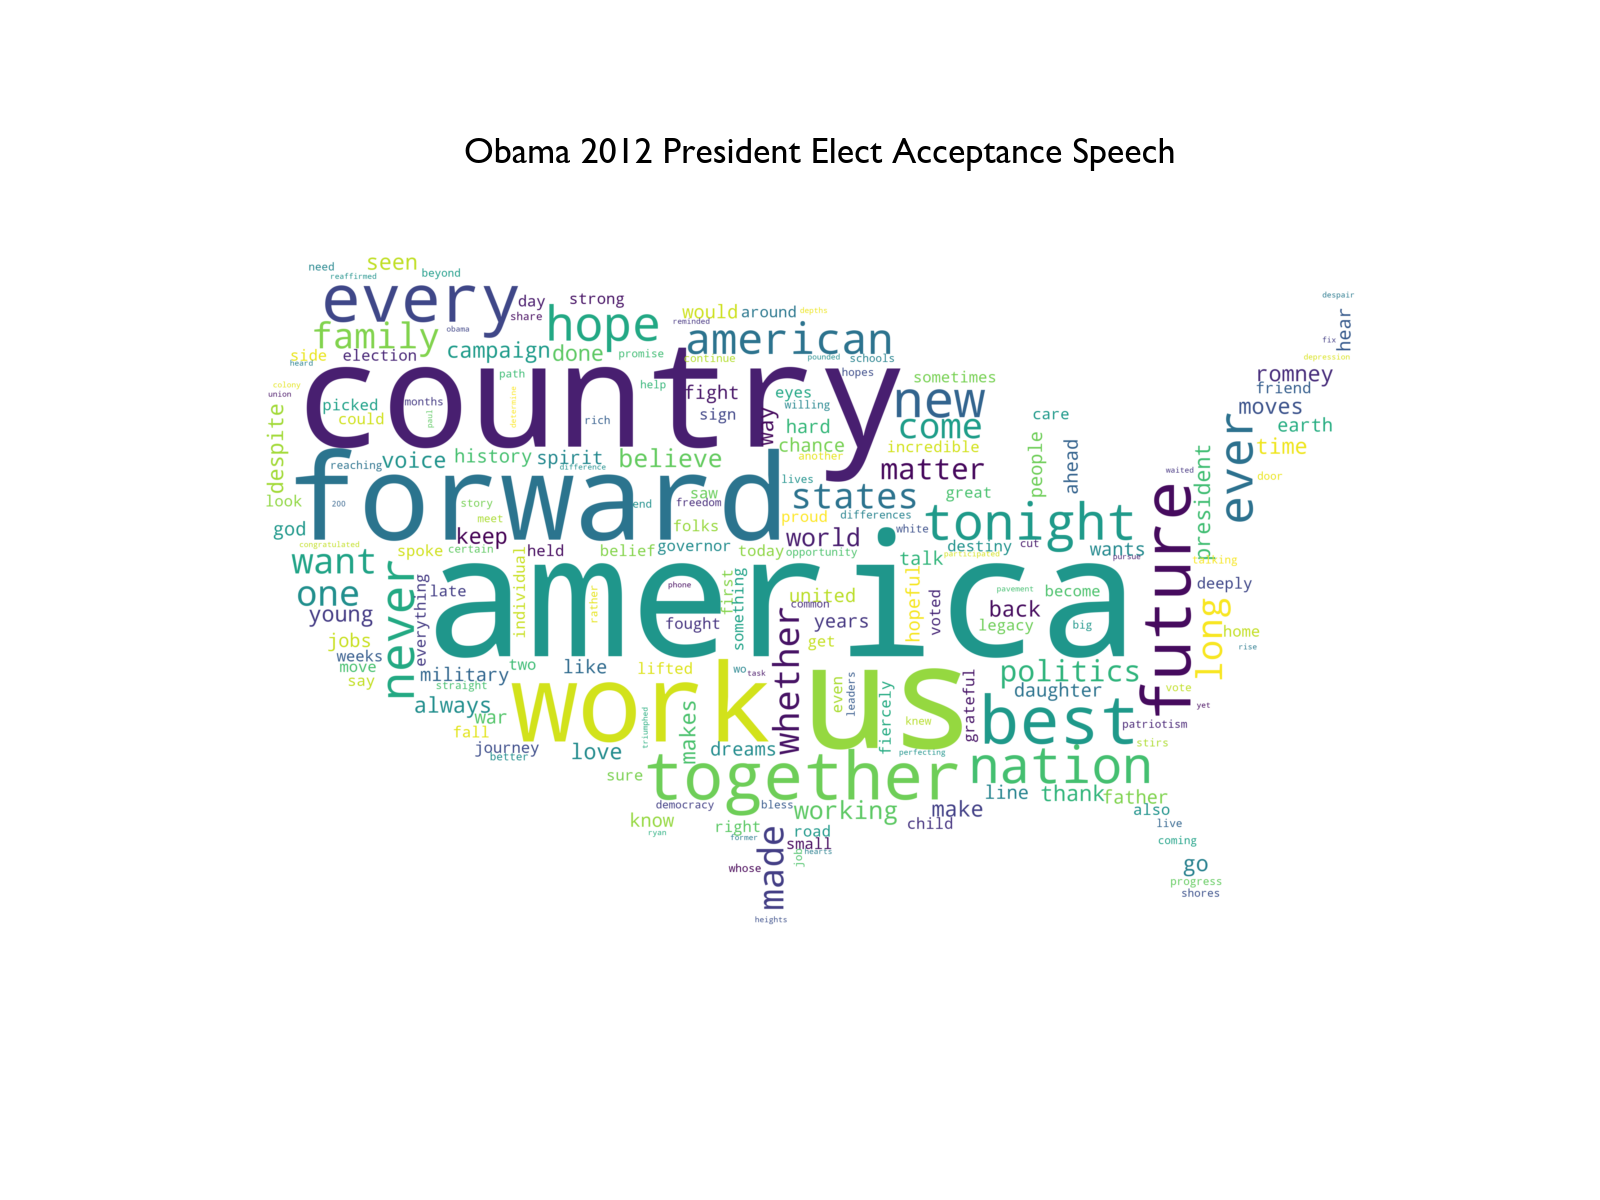 Obama 2012 President Elect Acceptance Speech
need
seen
reaffirmed
beyond
every
day
strong
share
obama
hope
would
around
depths
reminded
american
despair
hear
fix
family
side
election
heard
campaign
done
promise
continue
pounded
schools
depression
country
path
help
hopes
sometimes
romney
friend
colony
union
picked
could
months
paul
determine
rich
fight
sign
way
eyes
willing
hard
chance
new
come
incredible
care
moves
earth
despite
reaching
voice
history
spirit
difference
believe
another
matter
people
ahead
ever
time
waited
door
look
200
forward
story
meet
end
saw
freedom
folks
lives
states
proud
differences
great
president
god
keep
white
tonight
future
congratulated
want
spoke
certain
held
belief
governor
today
world
opportunity
talk
destiny
participated
cut
wants
pursue
talking
one
never
everything
late
individual
america
rather
phone
first
something
united
common
hopeful
voted
back
pavement
become
deeply
young
jobs
weeks
move
say
fought
whether
years
get
legacy
big
long
home
rise
military
straight
two
like
lifted
wo
task
us
even
leaders
fiercely
grateful
politics
daughter
vote
yet
always
war
fall
work
triumphed
makes
knew
best
patriotism
stirs
journey
better
love
dreams
perfecting
sure
together
nation
democracy
bless
working
make
line
thank
father
also
know
ryan
right
former
road
small
child
live
made
job
hearts
coming
whose
go
progress
shores
heights